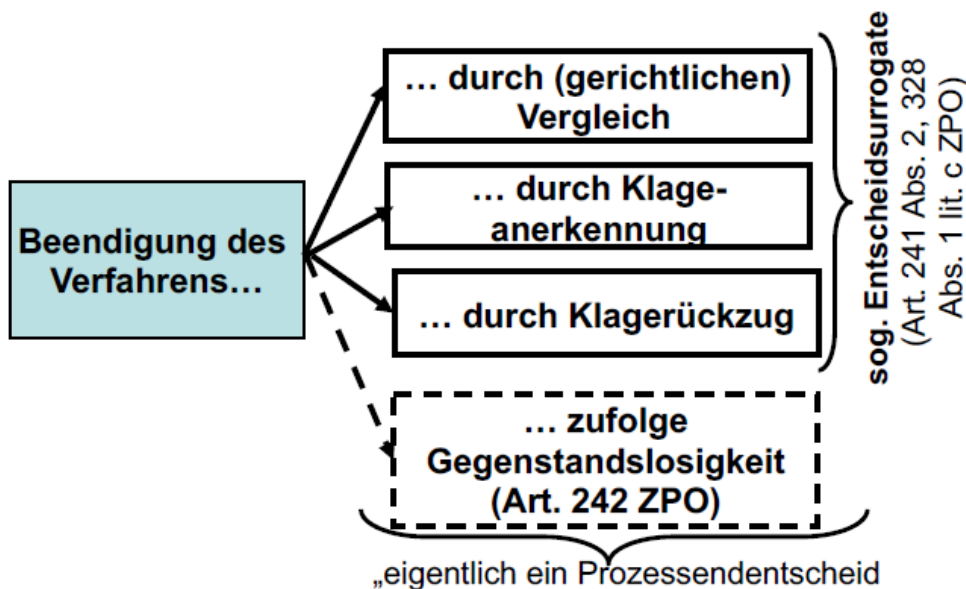 Beendigung des
Verfahrens…
… durch (gerichtlichen)
Vergleich
… durch Klage-
anerkennung
… durch Klagerückzug
… zufolge
Gegenstandslosigkeit
(Art. 242 ZPO)
sog. Entscheidsurrogate
(Art. 241 Abs. 2, 328
Abs. 1 lit. c ZPO)
„eigentlich ein Prozessendentscheid